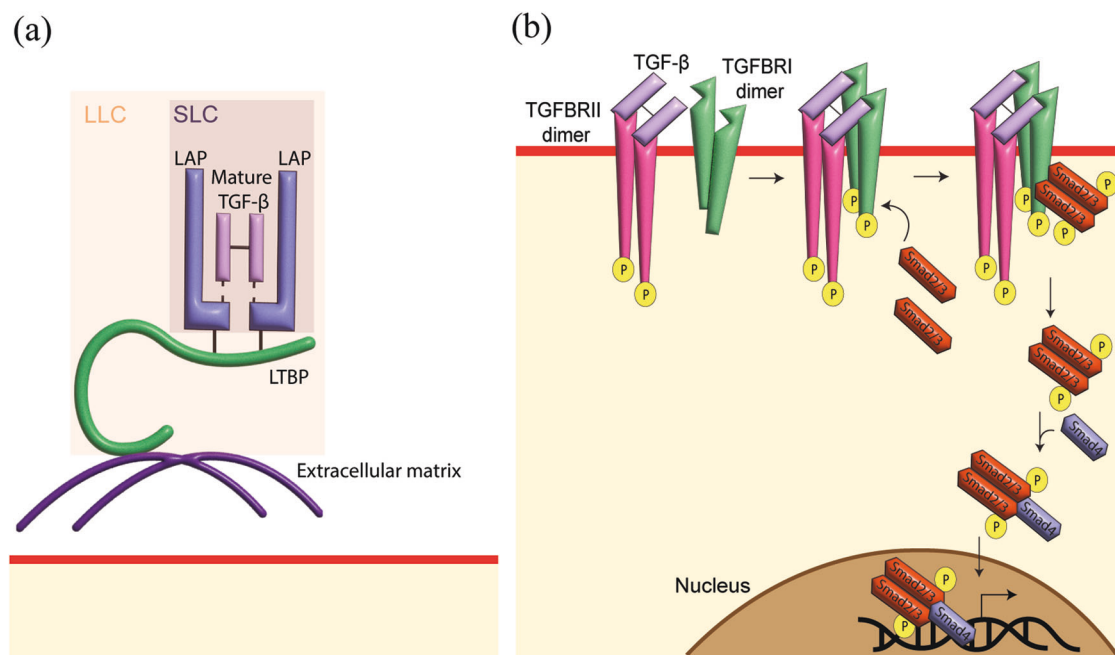 (a)
LLC
SLC
LAP
LAP
Mature
TGF-β
LTBP
Extracellular matrix
(b)
TGF-β
TGFBRI
dimer
TGFBRII
dimer
P
P
P
P
P
P
Smad2/3
Smad2/3
P
P
P
P
P
P
Smad2/3
Smad2/3
Smad2/3
Smad2/3
P
P
Smad4
Smad2/3
Smad2/3
Smad4
P
P
Nucleus
Smad2/3
Smad2/3
Smad4
P
P